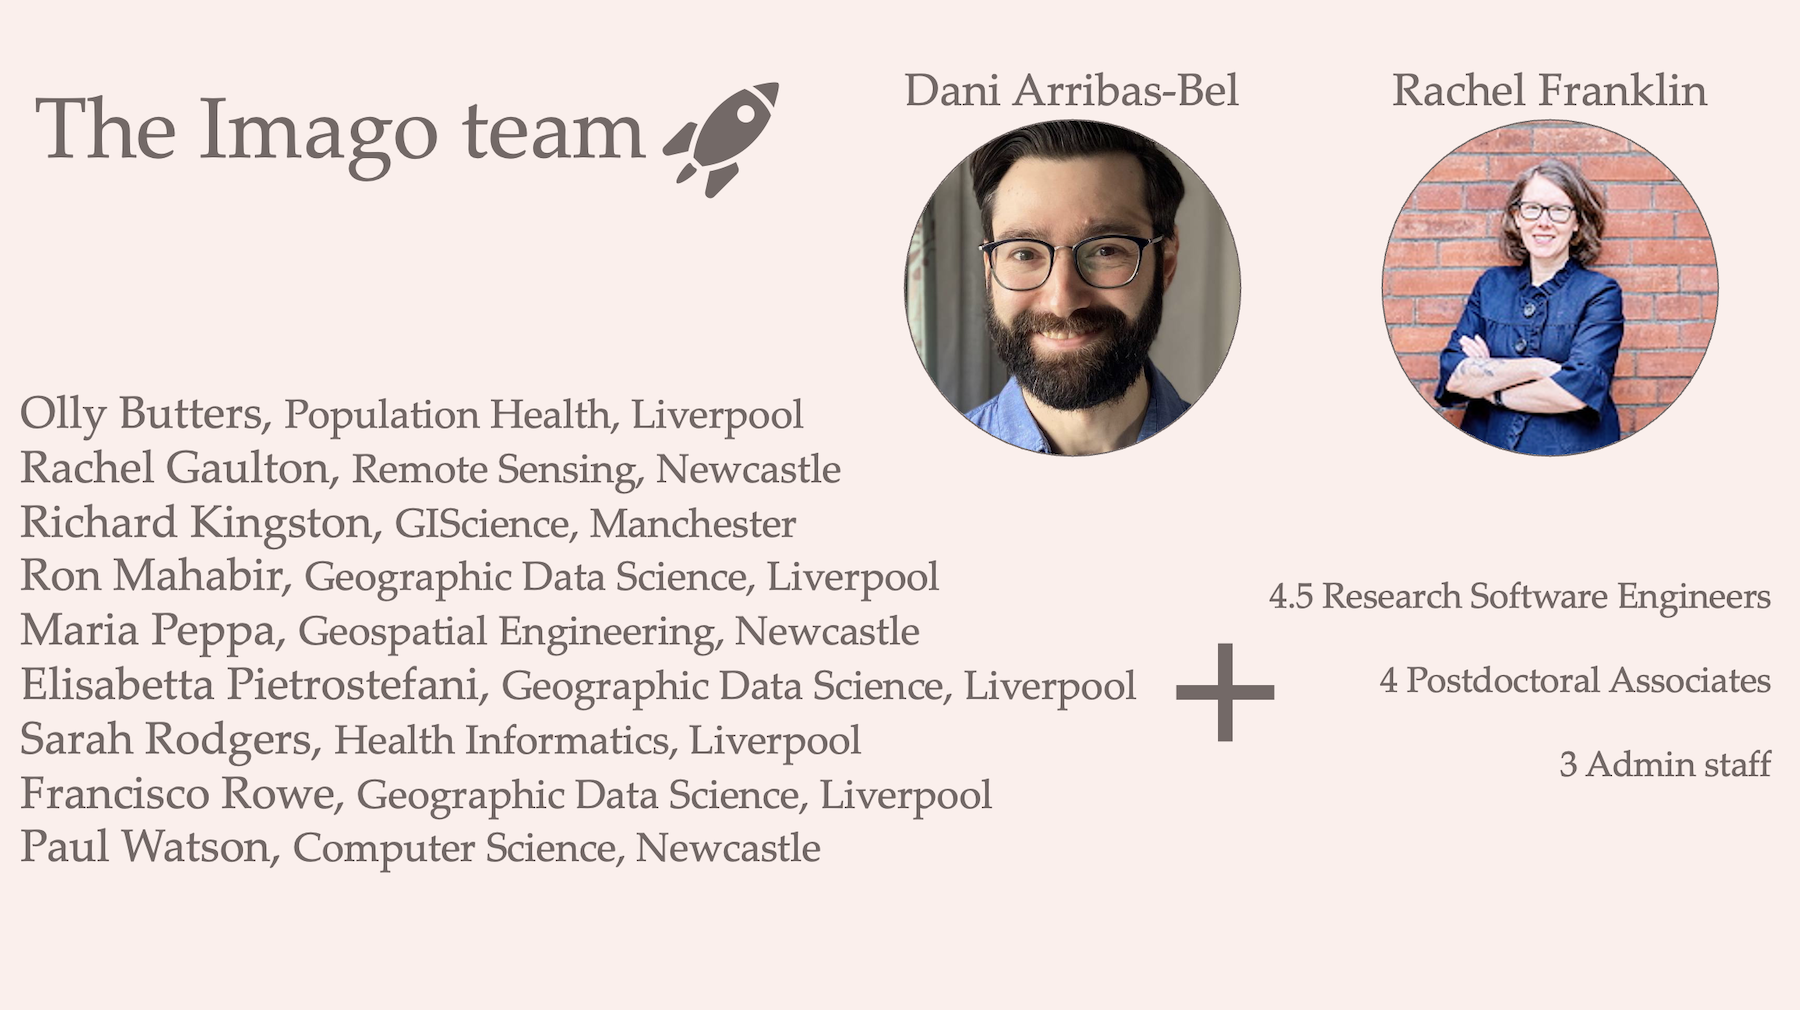 The Imago team
Dani Arribas-Bel
Rachel Franklin
Olly Butters, Population Health, Liverpool
Rachel Gaulton, Remote Sensing, Newcastle
Richard Kingston, GIScience, Manchester
Ron Mahabir, Geographic Data Science, Liverpool
Maria Peppa, Geospatial Engineering, Newcastle
Elisabetta Pietrostefani, Geographic Data Science, Liverpool
Sarah Rodgers, Health Informatics, Liverpool
Francisco Rowe, Geographic Data Science, Liverpool
Paul Watson, Computer Science, Newcastle
+
4.5 Research Software Engineers
4 Postdoctoral Associates
3 Admin staff